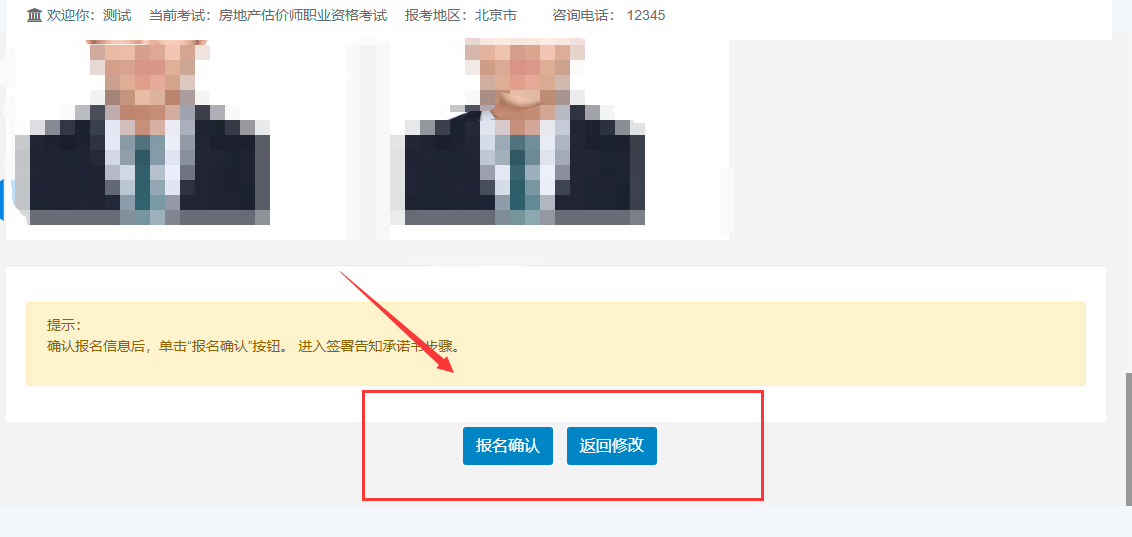 欢迎你：测试 当前考试：房地产估价师职业资格考试 报考地区：北京市 咨询电话： 12345
提示：
确认报名信息后，单击“报名确认”按钮。 进入签署告知承诺书步骤。
报名确认 返回修改